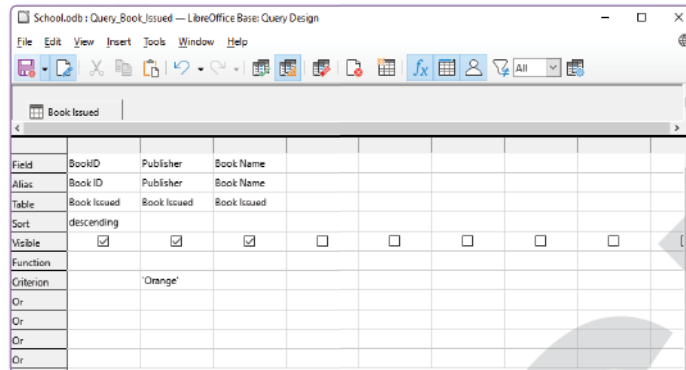 School.odb : Query_Book_Issued — LibreOffice Base: Query Design
File Edit View Insert Tools Window Help
All
Book Issued
Field BookID Publisher Book Name
Alias Book ID Publisher Book Name
Table Book Issued Book Issued Book Issued
Sort descending
Visible
Function
Criterion 'Orange'
Or
Or
Or
Or